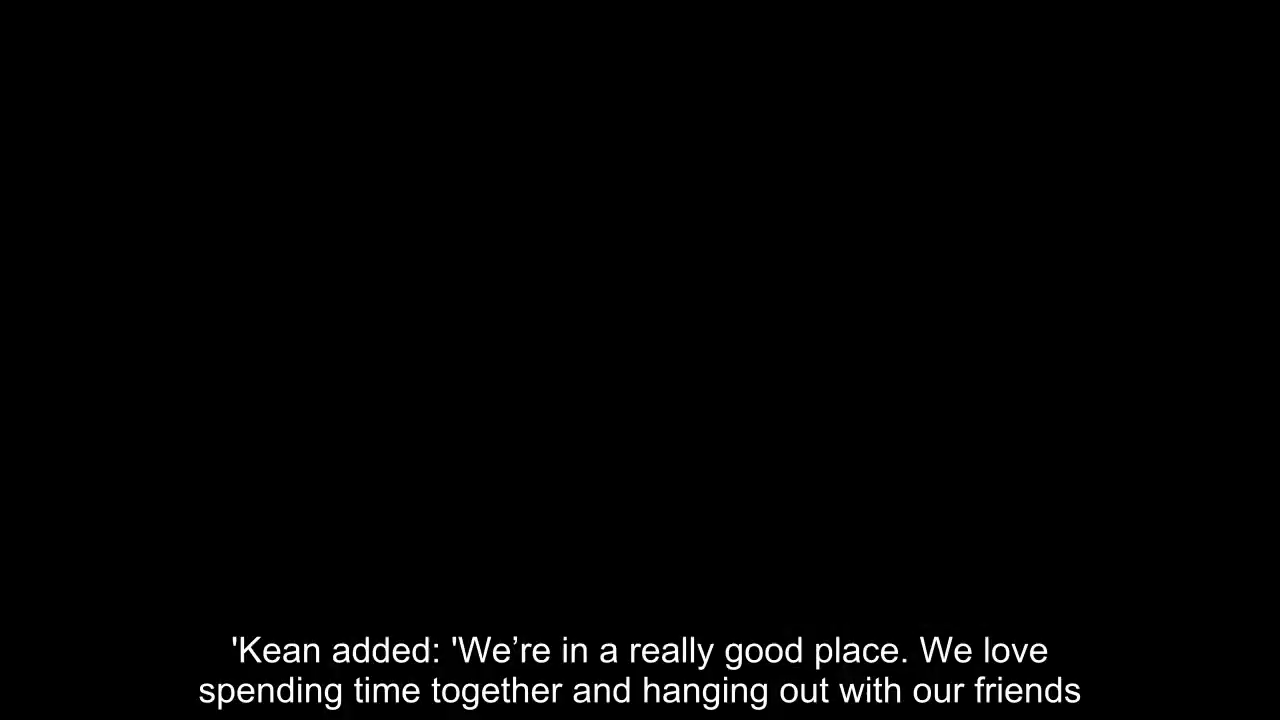 'Kean added: 'We’re in a really good place. We love
spending time together and hanging out with our friends